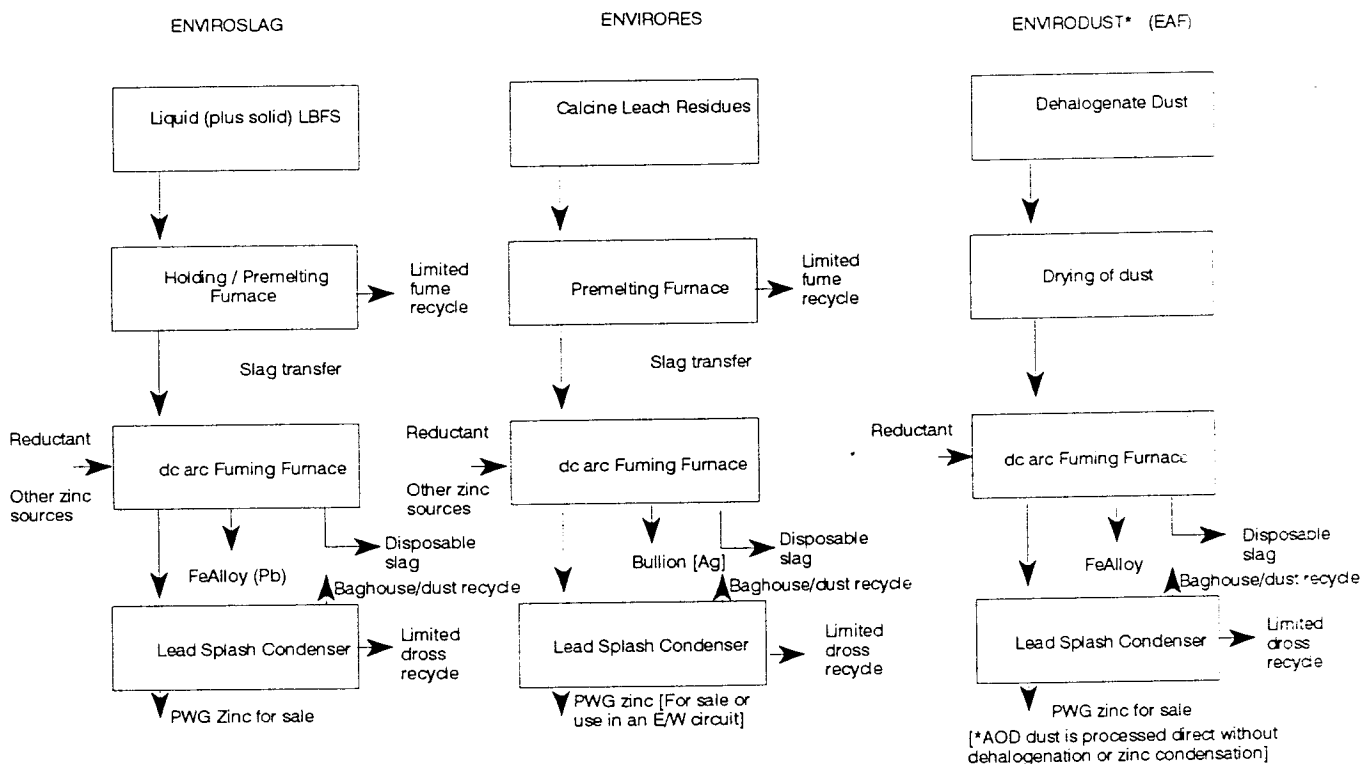 ENVIROSLAG
Liquid (plus solid) LBFS
Holding / Premelting
Furnace
Limited
fume
recycle
Slag transfer
Reductant
Other zinc
sources
dc arc Fuming Furnace
Disposable
slag
FeAlloy (Pb)
Baghouse/dust recycle
Lead Splash Condenser
Limited
dross
recycle
PWG Zinc for sale
ENVIRORES
Calcine Leach Residues
Premelting Furnace
Limited
fume
recycle
Slag transfer
Reductant
Other zinc
sources
dc arc Fuming Furnace
Disposable
slag
Bullion [Ag]
Baghouse/dust recycle
Lead Splash Condenser
Limited
dross
recycle
PWG zinc [For sale or
use in an E/W circuit]
ENVIRODUST* (EAF)
Dehalogenate Dust
Drying of dust
Reductant
dc arc Fuming Furnace
Disposable
slag
FeAlloy
Baghouse/dust recycle
Lead Splash Condenser
Limited
dross
recycle
PWG zinc for sale
[*AOD dust is processed direct without
dehalogenation or zinc condensation]